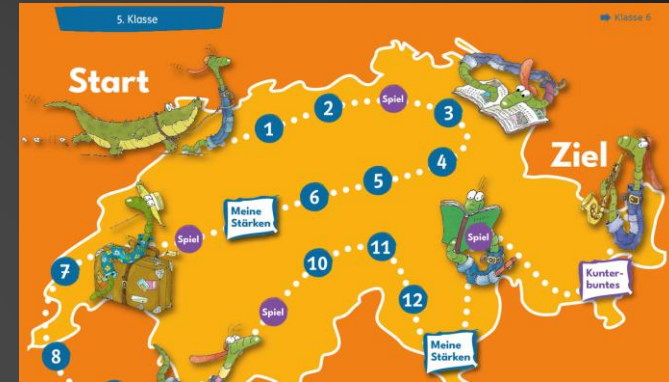 5. Klasse
➡ Klasse 6
Start
1
2
Spiel
3
Ziel
4
5
6
Meine
Stärken
Spiel
7
Spiel
10
11
12
Spiel
Kunter-
buntes
Meine
Stärken
8